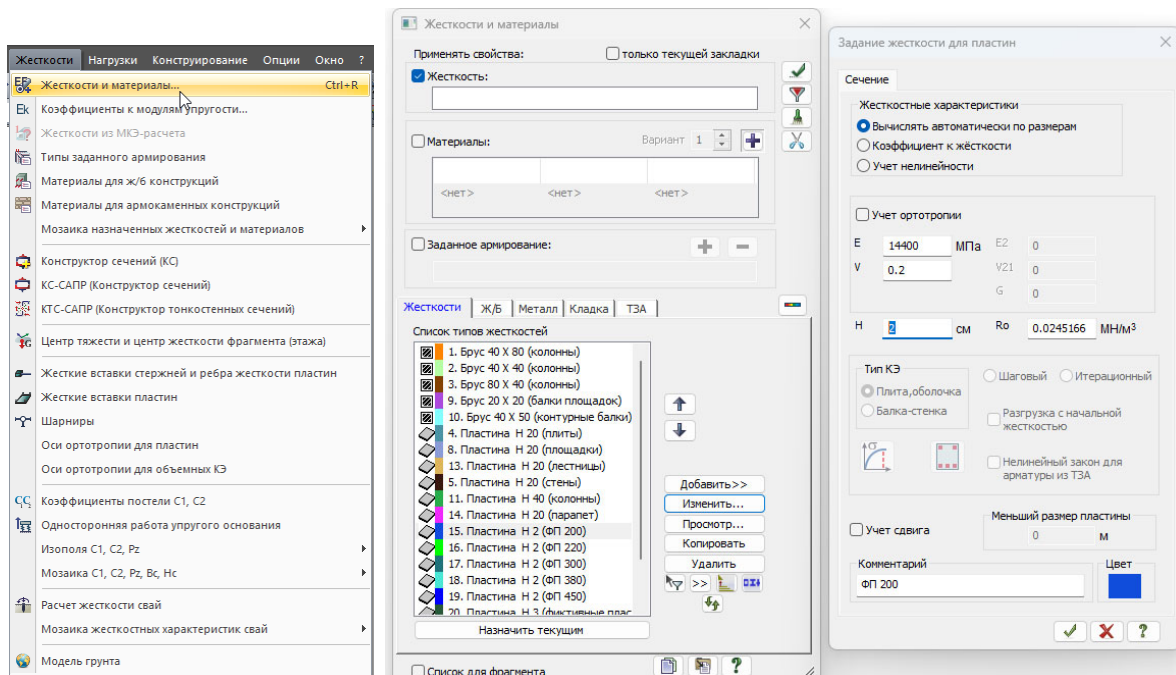 Жесткости Нагрузки Конструирование Опции Окно ?
Жесткости и материалы... Ctrl+R
Ek Коэффициенты к модулям упругости...
Жесткости из МКЭ-расчета
Типы заданного армирования
Материалы для ж/б конструкций
Материалы для армокаменных конструкций
Мозаика назначенных жесткостей и материалов
Конструктор сечений (КС)
КС-САПР (Конструктор сечений)
КТС-САПР (Конструктор тонкостенных сечений)
Центр тяжести и центр жесткости фрагмента (этажа)
Жесткие вставки стержней и ребра жесткости пластин
Жесткие вставки пластин
Шарниры
Оси ортотропии для пластин
Оси ортотропии для объемных КЭ
Коэффициенты постели C1, C2
Односторонняя работа упругого основания
Изополя C1, C2, Pz
Мозаика C1, C2, Pz, Bc, Hc
Расчет жесткости свай
Мозаика жесткостных характеристик свай
Модель грунта
Жесткости и материалы
Применять свойства: только текущей закладки
Жесткость:
Материалы: Вариант 1
<нет> <нет> <нет>
Заданное армирование:
Жесткости Ж/Б Металл Кладка ТЗА
Список типов жесткостей
1. Брус 40 X 80 (колонны)
2. Брус 40 X 40 (колонны)
3. Брус 80 X 40 (колонны)
9. Брус 20 X 20 (балки площадок)
10. Брус 40 X 50 (контурные балки)
4. Пластина H 20 (плиты)
8. Пластина H 20 (площадки)
13. Пластина H 20 (лестницы)
5. Пластина H 20 (стены)
11. Пластина H 40 (колонны)
14. Пластина H 20 (парапет)
15. Пластина H 2 (ФП 200)
16. Пластина H 2 (ФП 220)
17. Пластина H 2 (ФП 300)
18. Пластина H 2 (ФП 380)
19. Пластина H 2 (ФП 450)
20. Пластина H 3 (фиктивные плас
Добавить>>
Изменить...
Просмотр...
Копировать
Удалить
>>
Назначить текущим
Список для фрагмента
?
Задание жесткости для пластин
Сечение
Жесткостные характеристики
Вычислять автоматически по размерам
Коэффициент к жёсткости
Учет нелинейности
Учет ортотропии
E 14400 МПа E2 0
V 0.2 V21 0
G 0
H 2 см Ro 0.0245166 МН/м³
Тип КЭ
Плита,оболочка
Балка-стенка
Шаговый Итерационный
Разгрузка с начальной
жесткостью
σ
Нелинейный закон для
арматуры из ТЗА
Учет сдвига
Меньший размер пластины
0 м
Комментарий Цвет
ФП 200
?